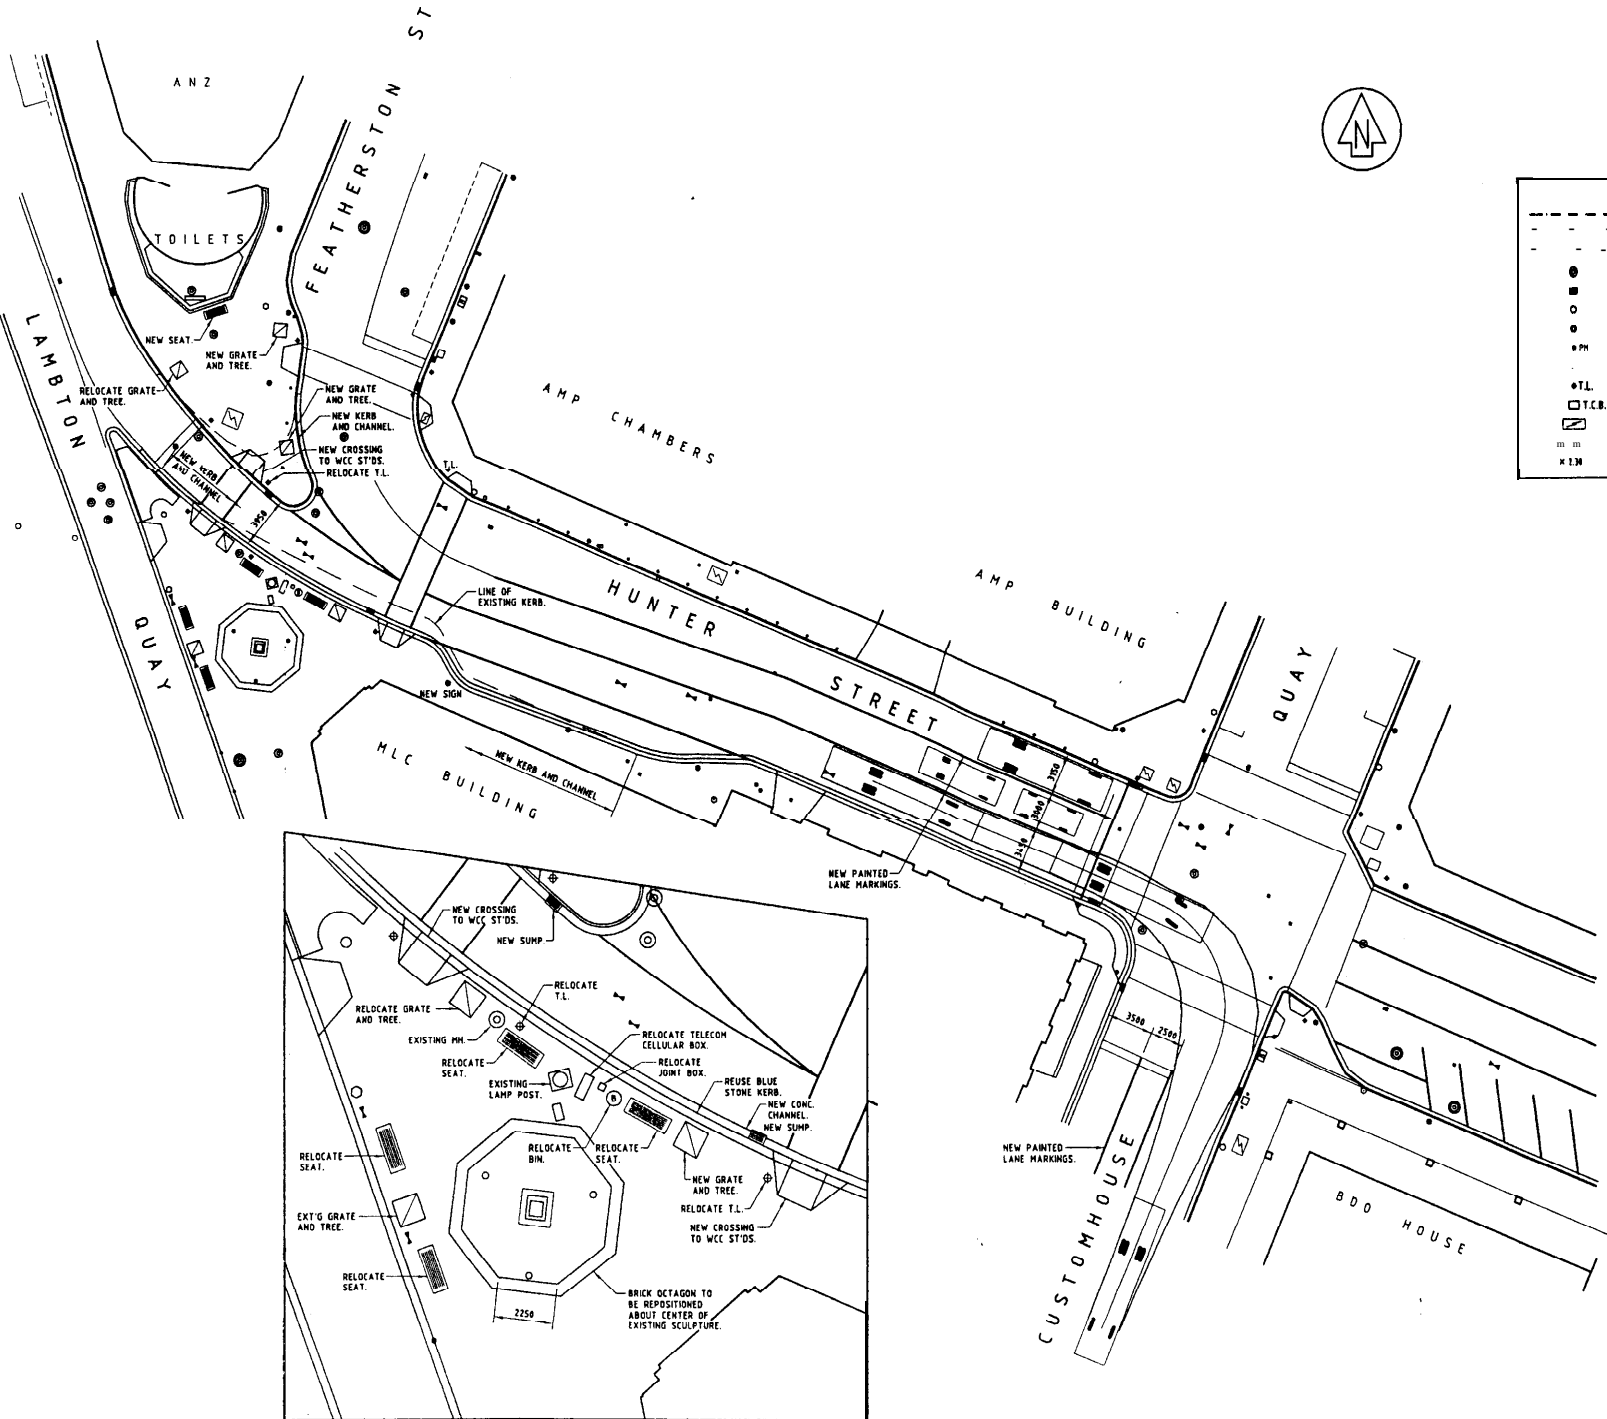 FEATHERSTON ST
ANZ
N
TOILETS
LAMBTON
QUAY
NEW SEAT.
NEW GRATE
AND TREE.
RELOCATE GRATE
AND TREE.
NEW GRATE
AND TREE.
NEW KERB
AND CHANNEL.
NEW CROSSING
TO WCC ST'DS.
RELOCATE T.L.
NEW KERB
AND CHANNEL
3950
T.L.
AMP CHAMBERS
PM
T.L.
T.C.B.
m m
HUNTER
STREET
AMP BUILDING
QUAY
LINE OF
EXISTING KERB.
NEW SIGN
MLC BUILDING
NEW KERB AND CHANNEL
3150
3000
3450
NEW PAINTED
LANE MARKINGS.
3500
2500
NEW PAINTED
LANE MARKINGS.
CUSTOMHOUSE
BDO HOUSE
NEW CROSSING
TO WCC ST'DS.
NEW SUMP
RELOCATE
T.L.
RELOCATE GRATE
AND TREE.
EXISTING MH.
RELOCATE
SEAT.
RELOCATE TELECOM
CELLULAR BOX.
RELOCATE
JOINT BOX.
EXISTING
LAMP POST.
REUSE BLUE
STONE KERB.
NEW CONC.
CHANNEL.
NEW SUMP.
B
RELOCATE
BIN.
RELOCATE
SEAT.
RELOCATE
SEAT.
NEW GRATE
AND TREE.
RELOCATE T.L.
NEW CROSSING
TO WCC ST'DS.
EXT'G GRATE
AND TREE.
RELOCATE
SEAT.
2250
BRICK OCTAGON TO
BE REPOSITIONED
ABOUT CENTER OF
EXISTING SCULPTURE.